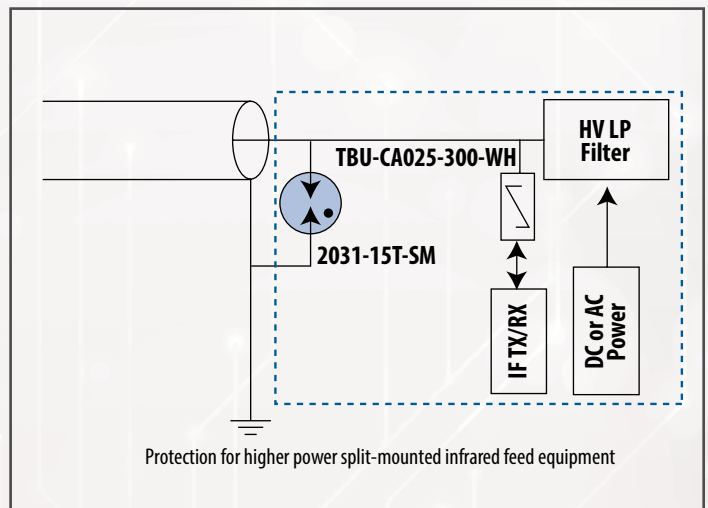 HV LP
Filter
TBU-CA025-300-WH
2031-15T-SM
IF TX/RX
DC or AC
Power
Protection for higher power split-mounted infrared feed equipment